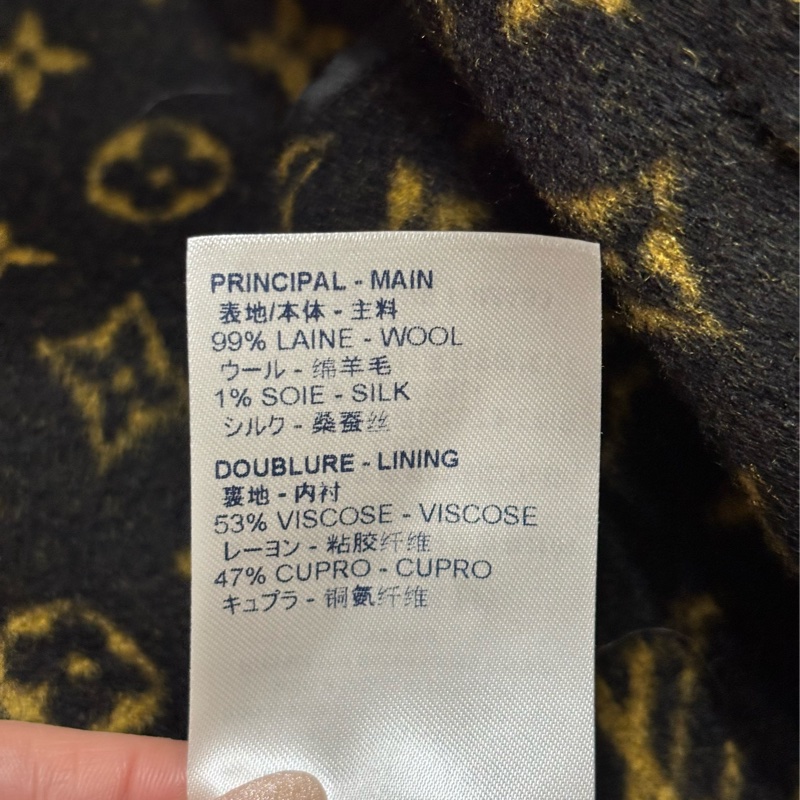 PRINCIPAL - MAIN
表地/本体 - 主料
99% LAINE - WOOL
ウール - 绵羊毛
1% SOIE - SILK
シルク - 桑蚕丝
DOUBLURE - LINING
裏地 - 内衬
53% VISCOSE - VISCOSE
レーヨン - 粘胶纤维
47% CUPRO - CUPRO
キュプラ - 铜氨纤维